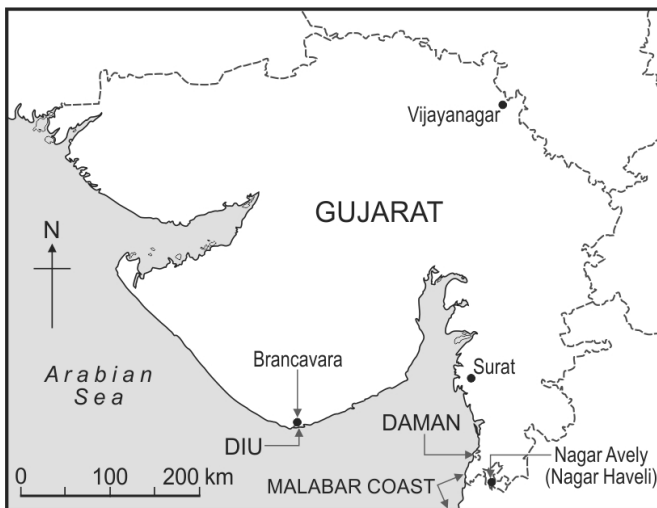 Vijayanagar
GUJARAT
N
Arabian
Sea
Brancavara
Surat
DIU
DAMAN
Nagar Avely
(Nagar Haveli)
MALABAR COAST
0 100 200 km